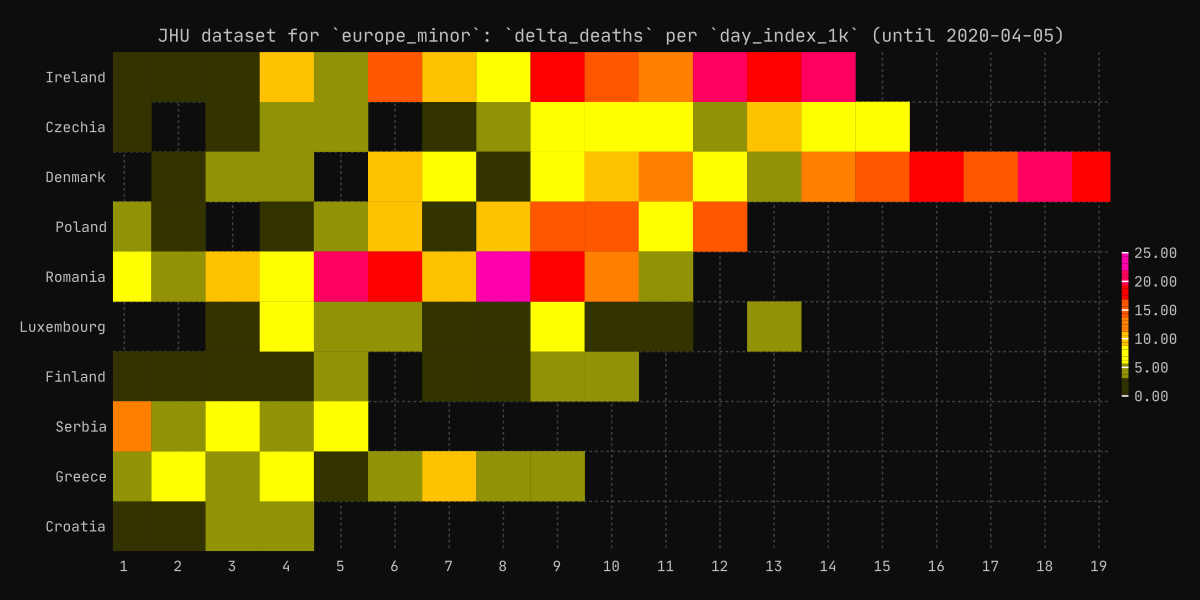 JHU dataset for `europe_minor`: `delta_deaths` per `day_index_1k` (until 2020-04-05)
Ireland
Czechia
Denmark
Poland
Romania
Luxembourg
Finland
Serbia
Greece
Croatia
1 2 3 4 5 6 7 8 9 10 11 12 13 14 15 16 17 18 19
25.00
20.00
15.00
10.00
5.00
0.00